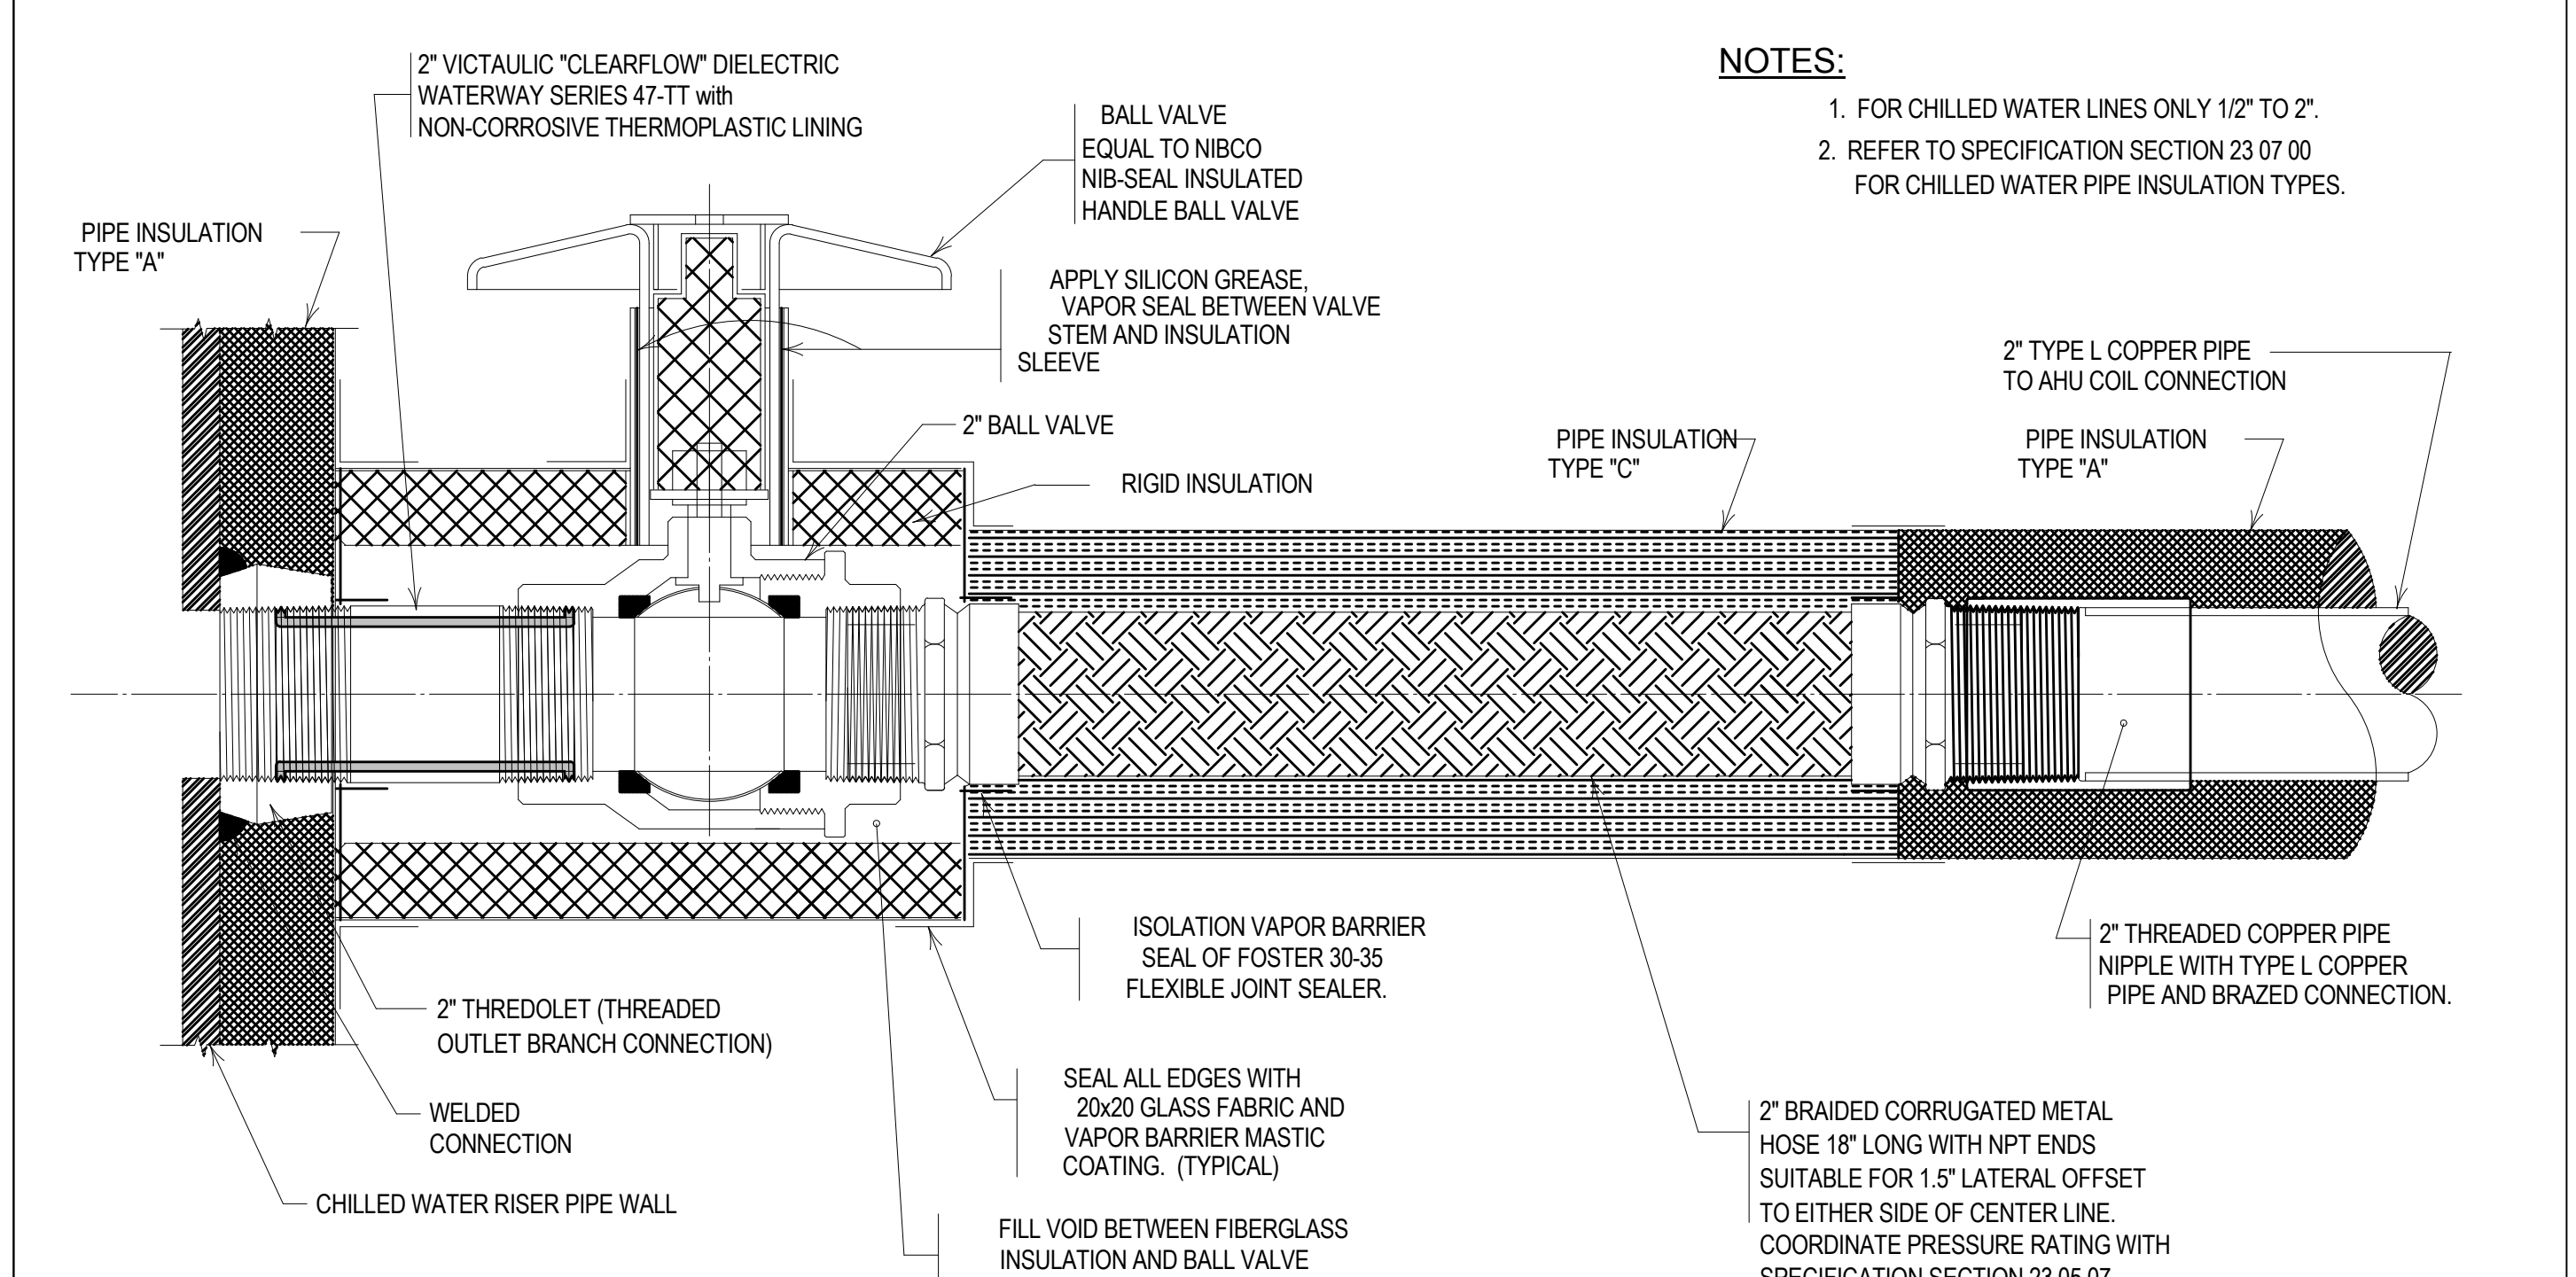 2" VICTAULIC "CLEARFLOW" DIELECTRIC
WATERWAY SERIES 47-TT with
NON-CORROSIVE THERMOPLASTIC LINING
BALL VALVE
EQUAL TO NIBCO
NIB-SEAL INSULATED
HANDLE BALL VALVE
NOTES:
1. FOR CHILLED WATER LINES ONLY 1/2" TO 2".
2. REFER TO SPECIFICATION SECTION 23 07 00
FOR CHILLED WATER PIPE INSULATION TYPES.
PIPE INSULATION
TYPE "A"
APPLY SILICON GREASE,
VAPOR SEAL BETWEEN VALVE
STEM AND INSULATION
SLEEVE
2" TYPE L COPPER PIPE
TO AHU COIL CONNECTION
2" BALL VALVE
PIPE INSULATION
TYPE "C"
PIPE INSULATION
TYPE "A"
RIGID INSULATION
ISOLATION VAPOR BARRIER
SEAL OF FOSTER 30-35
FLEXIBLE JOINT SEALER.
2" THREADED COPPER PIPE
NIPPLE WITH TYPE L COPPER
PIPE AND BRAZED CONNECTION.
2" THREDOLET (THREADED
OUTLET BRANCH CONNECTION)
SEAL ALL EDGES WITH
20x20 GLASS FABRIC AND
VAPOR BARRIER MASTIC
COATING. (TYPICAL)
WELDED
CONNECTION
2" BRAIDED CORRUGATED METAL
HOSE 18" LONG WITH NPT ENDS
SUITABLE FOR 1.5" LATERAL OFFSET
TO EITHER SIDE OF CENTER LINE.
COORDINATE PRESSURE RATING WITH
SPECIFICATION SECTION 23 05 07
CHILLED WATER RISER PIPE WALL
FILL VOID BETWEEN FIBERGLASS
INSULATION AND BALL VALVE